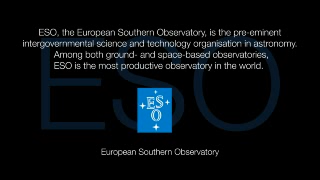 ESO, the European Southern Observatory, is the pre-eminent
intergovernmental science and technology organisation in astronomy.
Among both ground- and space-based observatories,
ESO is the most productive observatory in the world.
ESO
ES
O
European Southern Observatory